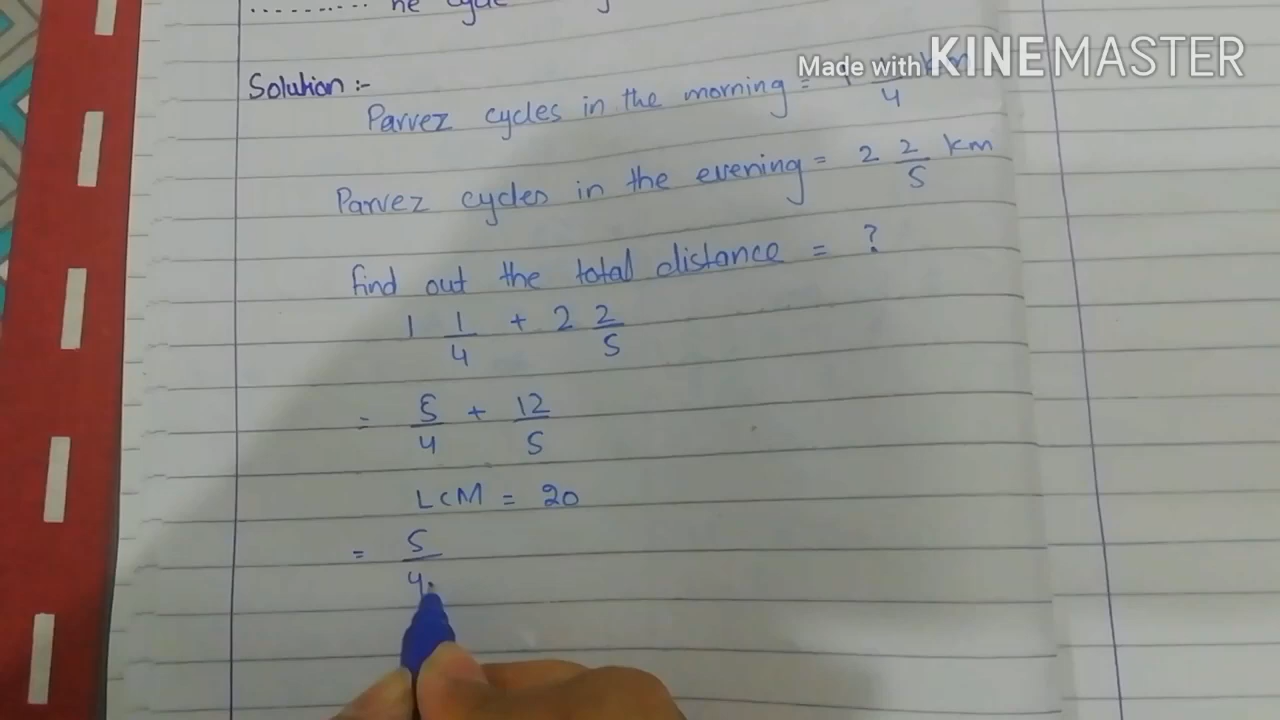 Made with KINEMASTER
Solution :-
Parvez cycles in the morning = 1 /4 km
Parvez cycles in the evening = 2 2/5 km
find out the total distance = ?
1 1/4 + 2 2/5
= 5/4 + 12/5
LCM = 20
= 5/4